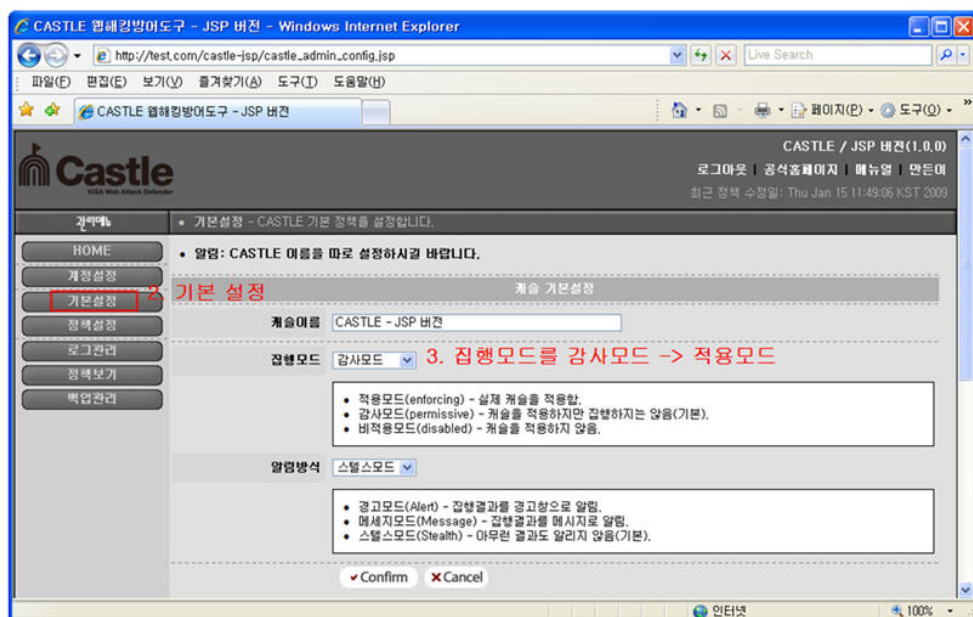 CASTLE 웹해킹방어도구 - JSP 버전 - Windows Internet Explorer
http://test.com/castle-jsp/castle_admin_config.jsp
Live Search
파일(F) 편집(E) 보기(V) 즐겨찾기(A) 도구(T) 도움말(H)
CASTLE 웹해킹방어도구 - JSP 버전
페이지(P) 도구(O)
CASTLE / JSP 버전(1.0.0)
Castle
KISA Web Attack Defender
로그아웃 | 공식홈페이지 | 메뉴얼 | 만든이
최근 정책 수정일: Thu Jan 15 11:49:06 KST 2009
관리메뉴
• 기본설정 - CASTLE 기본 정책을 설정합니다.
HOME
• 알림: CASTLE 이름을 따로 설정하시길 바랍니다.
계정설정
기본설정
2. 기본 설정
캐슬 기본설정
정책설정
캐슬이름 CASTLE - JSP 버전
로그관리
집행모드 감사모드
3. 집행모드를 감사모드 -> 적용모드
정책보기
백업관리
• 적용모드(enforcing) - 실제 캐슬을 적용함.
• 감사모드(permissive) - 캐슬을 적용하지만 집행하지는 않음(기본).
• 비적용모드(disabled) - 캐슬을 적용하지 않음.
알림방식 스텔스모드
• 경고모드(Alert) - 집행결과를 경고창으로 알림.
• 메세지모드(Message) - 집행결과를 메시지로 알림.
• 스텔스모드(Stealth) - 아무런 결과도 알리지 않음(기본).
Confirm Cancel
인터넷 100%